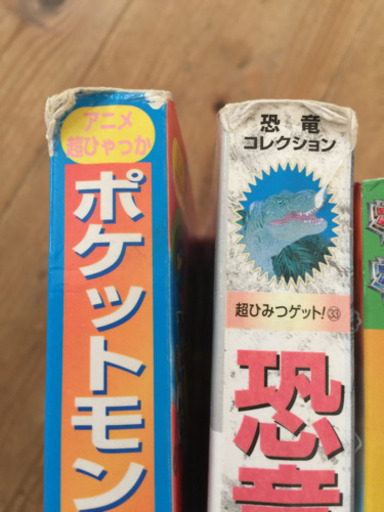 アニメ
超ひゃっか
ポケットモン
恐竜
コレクション
超ひみつゲット!㉝
恐竜